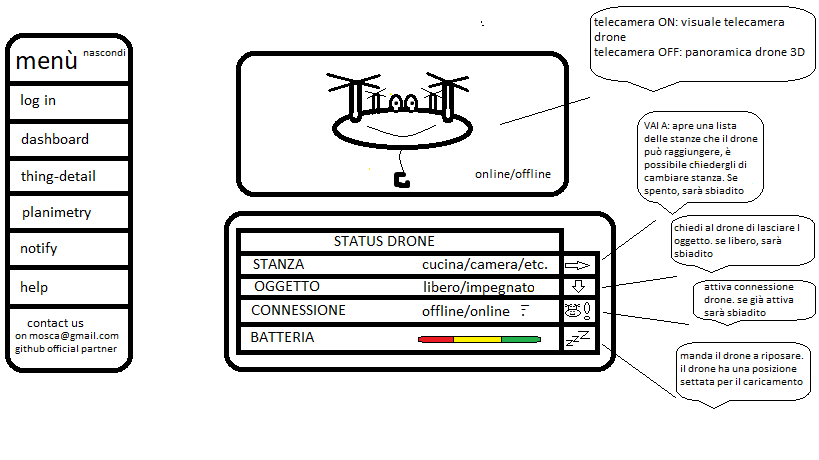 menù nascondi
log in
dashboard
thing-detail
planimetry
notify
help
contact us
on mosca@gmail.com
github official partner
online/offline
STATUS DRONE
STANZA cucina/camera/etc.
OGGETTO libero/impegnato
CONNESSIONE offline/online
BATTERIA
zzz
telecamera ON: visuale telecamera
drone
telecamera OFF: panoramica drone 3D
VAI A: apre una lista
delle stanze che il drone
può raggiungere, è
possibile chiedergli di
cambiare stanza. Se
spento, sarà sbiadito
chiedi al drone di lasciare l
oggetto. se libero, sarà
sbiadito
attiva connessione
drone. se già attiva
sarà sbiadito
manda il drone a riposare.
il drone ha una posizione
settata per il caricamento